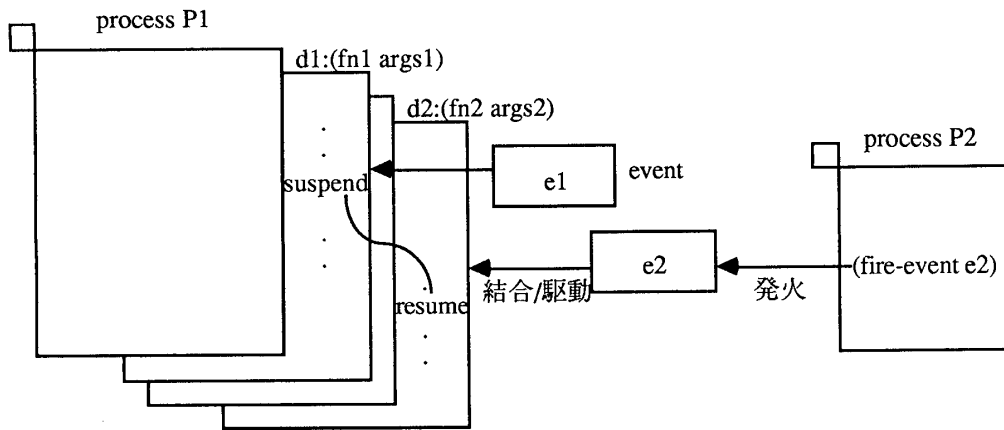 process P1
d1:(fn1 args1)
d2:(fn2 args2)
process P2
suspend
e1
event
resume
結合/駆動
e2
発火
(fire-event e2)